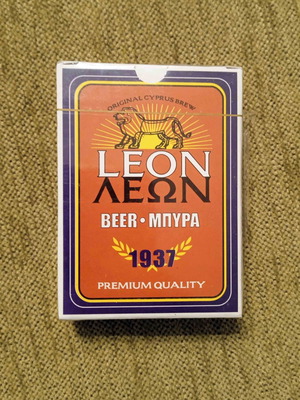 ORIGINAL CYPRUS BREW
LEON
ΛΕΩΝ
BEER • ΜΠΥΡΑ
1937
PREMIUM QUALITY